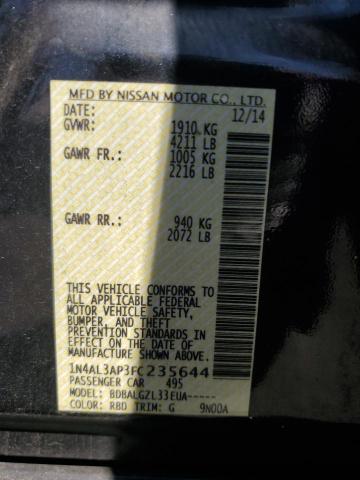 MFD BY NISSAN MOTOR CO., LTD.
DATE: 12/14
GVWR: 1910 KG
4211 LB
GAWR FR.: 1005 KG
2216 LB
GAWR RR.: 940 KG
2072 LB
THIS VEHICLE CONFORMS TO
ALL APPLICABLE FEDERAL
MOTOR VEHICLE SAFETY,
BUMPER, AND THEFT
PREVENTION STANDARDS IN
EFFECT ON THE DATE OF
MANUFACTURE SHOWN ABOVE.
1N4AL3AP3FC235644
PASSENGER CAR 495
MODEL: BDBALGZL33EUA-----
COLOR: RBD TRIM: G 9N00A